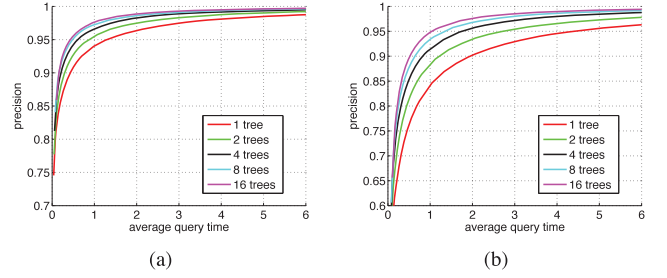 1
0.95
0.9
0.85
0.8
0.75
0.7
precision
0 1 2 3 4 5 6
average query time
1 tree
2 trees
4 trees
8 trees
16 trees
(a)
1
0.95
0.9
0.85
0.8
0.75
0.7
0.65
0.6
precision
0 1 2 3 4 5 6
average query time
1 tree
2 trees
4 trees
8 trees
16 trees
(b)